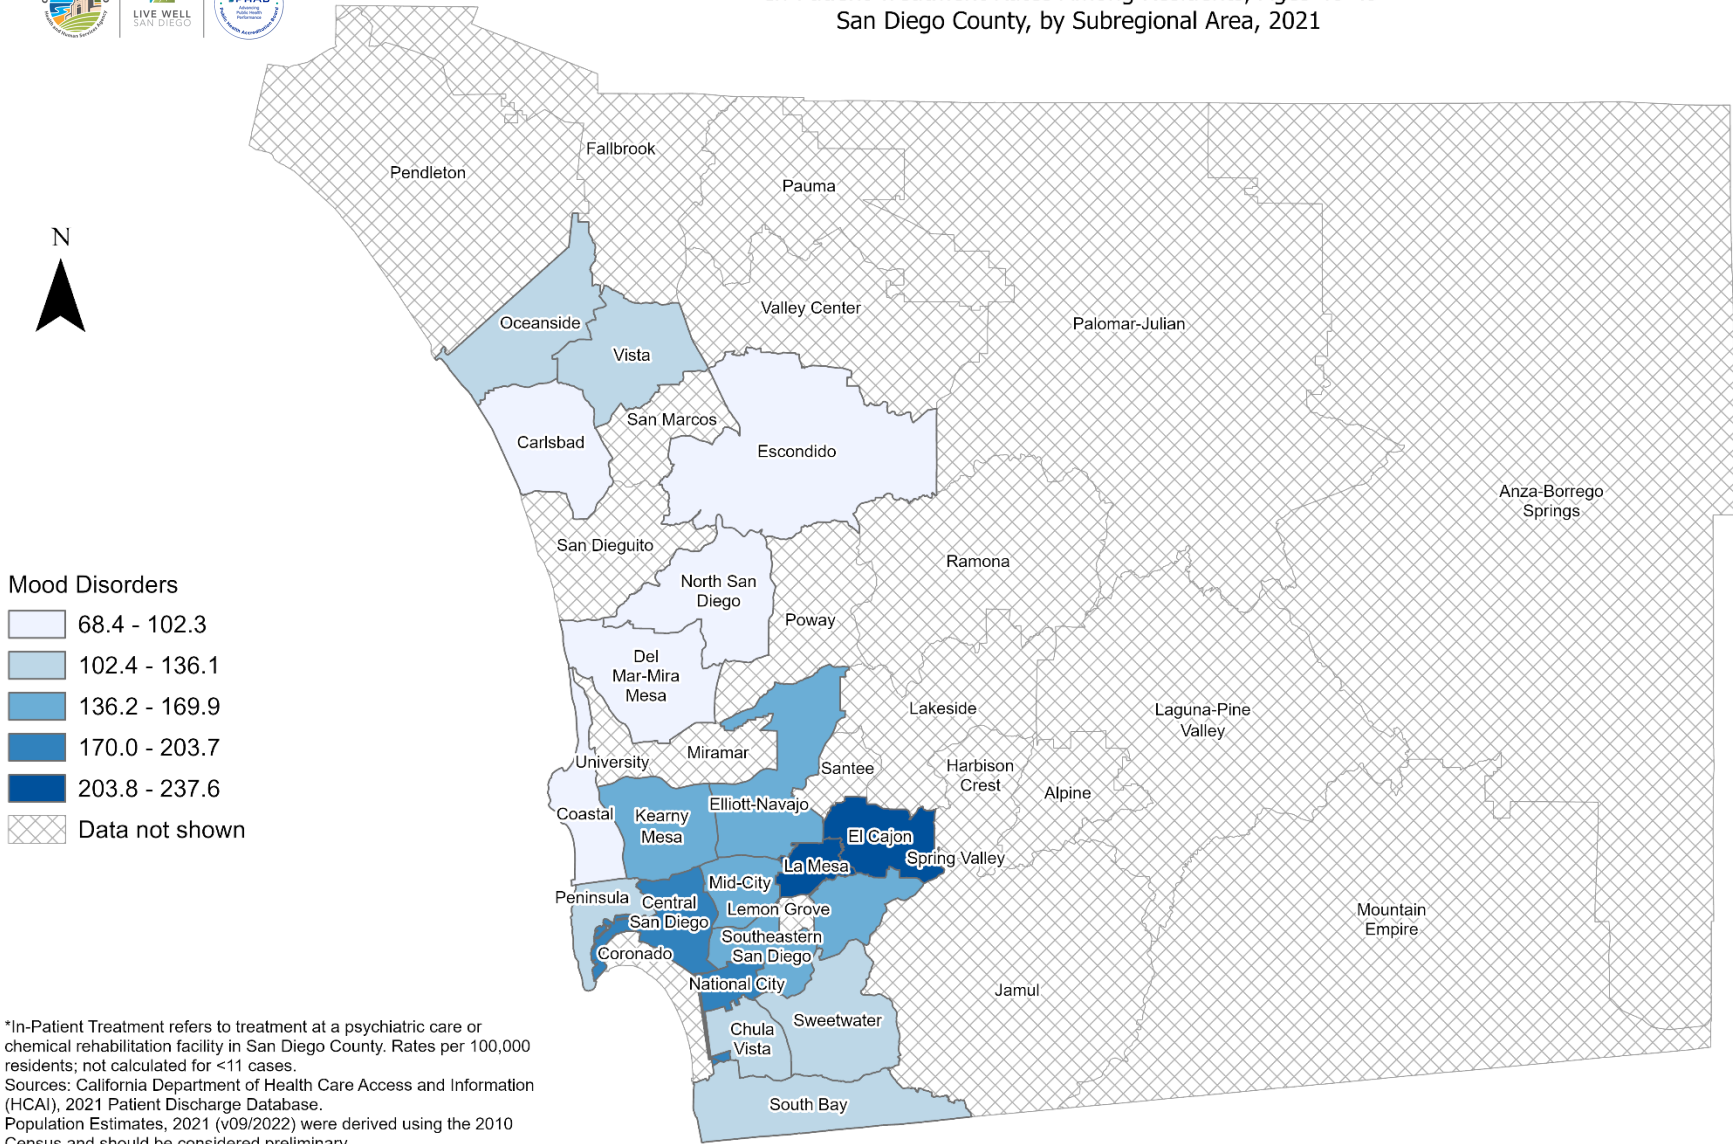 LIVE WELL
SAN DIEGO
San Diego County, by Subregional Area, 2021
Fallbrook
Pendleton
Pauma
N
Valley Center
Oceanside
Palomar-Julian
Vista
San Marcos
Carlsbad
Escondido
Anza-Borrego
Springs
San Dieguito
Ramona
North San
Diego
Poway
Del
Mar-Mira
Mesa
Lakeside
Laguna-Pine
Valley
Miramar
University
Santee
Harbison
Crest
Alpine
Elliott-Navajo
Coastal
Kearny
Mesa
El Cajon
Spring Valley
La Mesa
Mid-City
Peninsula
Central
San Diego
Lemon Grove
Mountain
Empire
Southeastern
San Diego
Coronado
National City
Jamul
Sweetwater
Chula
Vista
South Bay
Mood Disorders
68.4 - 102.3
102.4 - 136.1
136.2 - 169.9
170.0 - 203.7
203.8 - 237.6
Data not shown
*In-Patient Treatment refers to treatment at a psychiatric care or
chemical rehabilitation facility in San Diego County. Rates per 100,000
residents; not calculated for <11 cases.
Sources: California Department of Health Care Access and Information
(HCAI), 2021 Patient Discharge Database.
Population Estimates, 2021 (v09/2022) were derived using the 2010
Census and should be considered preliminary.